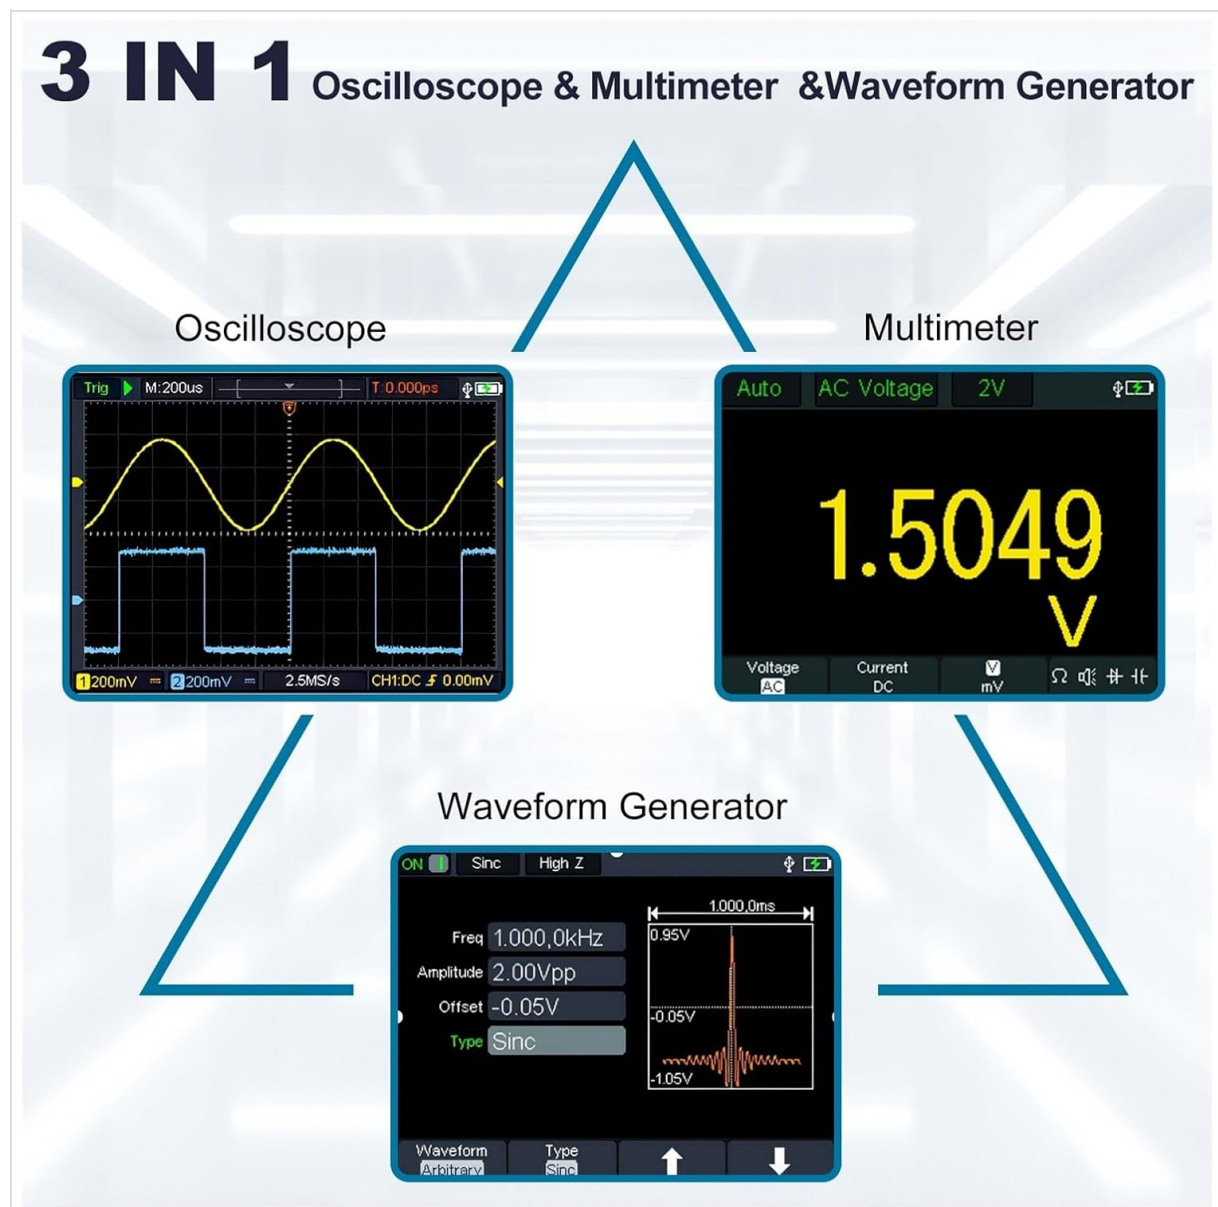 3 IN 1 Oscilloscope & Multimeter &Waveform Generator
Oscilloscope
Trig M:200us T:0.000ps
1 200mV 2 200mV 2.5MS/s CH1:DC 0.00mV
Multimeter
Auto AC Voltage 2V
1.5049
V
Voltage Current V Ω
AC DC mV
Waveform Generator
ON Sinc High Z
Freq 1.000,0kHz
Amplitude 2.00Vpp
Offset -0.05V
Type Sinc
1.000,0ms
0.95V
-0.05V
-1.05V
Waveform Type
Arbitrary Sinc